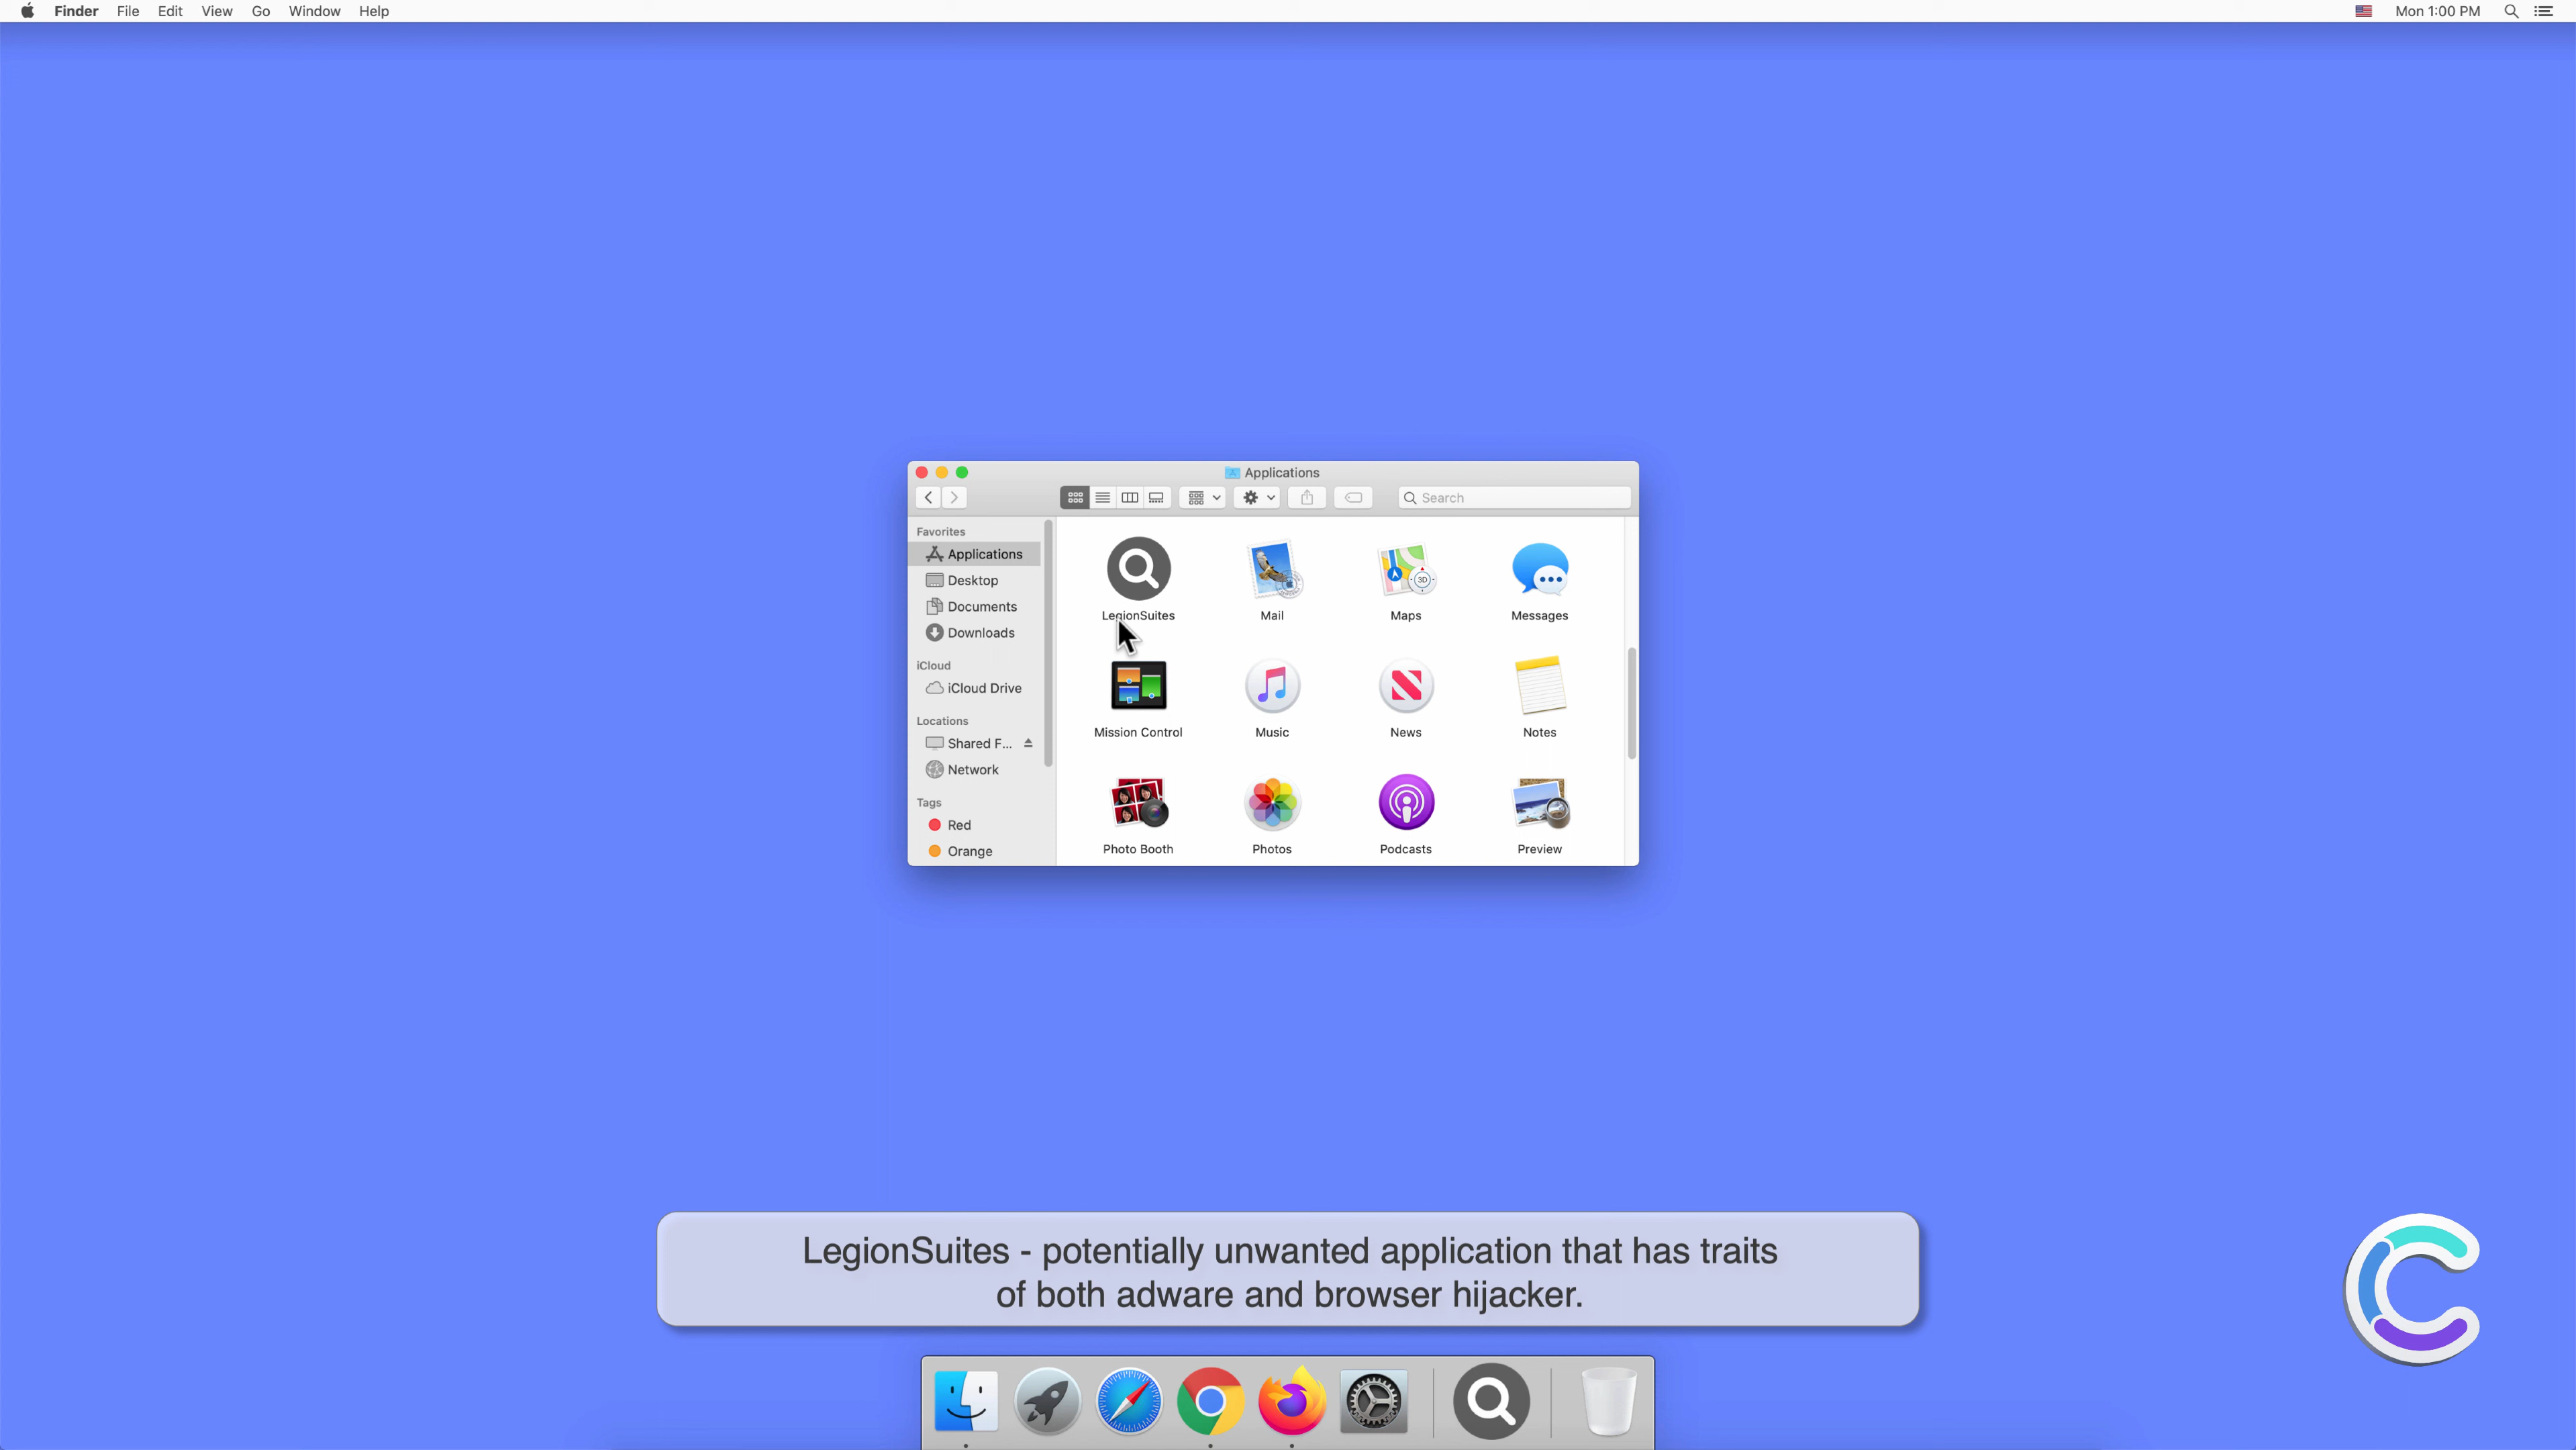 Finder File Edit View Go Window Help Mon 1:00 PM
Applications
Search
Favorites
Applications
Desktop
Documents
Downloads
iCloud
iCloud Drive
Locations
Shared F...
Network
Tags
Red
Orange
LegionSuites Mail Maps Messages
3D
Mission Control Music News Notes
Photo Booth Photos Podcasts Preview
LegionSuites - potentially unwanted application that has traits
of both adware and browser hijacker.